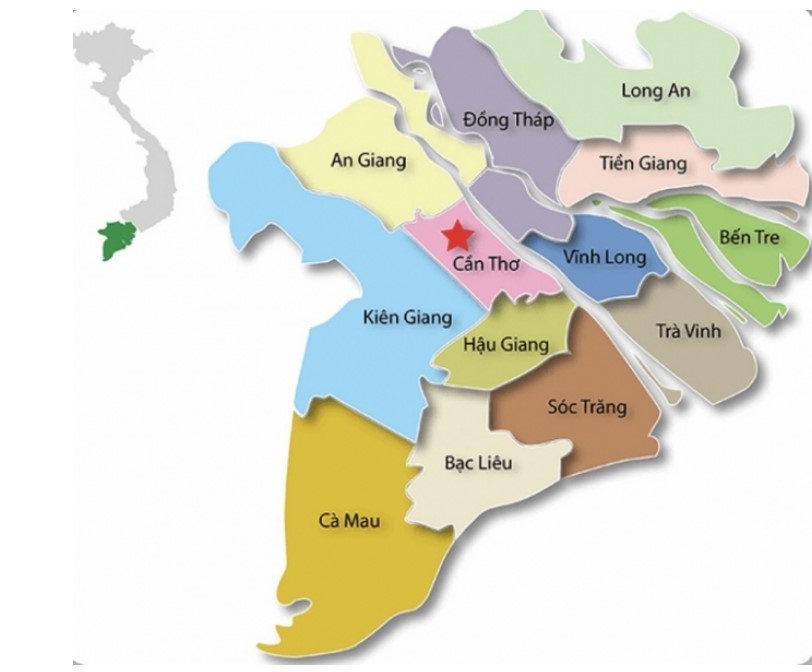 Long An
Đồng Tháp
An Giang
Tiền Giang
Bến Tre
Cần Thơ
Vĩnh Long
Kiên Giang
Trà Vinh
Hậu Giang
Sóc Trăng
Bạc Liêu
Cà Mau